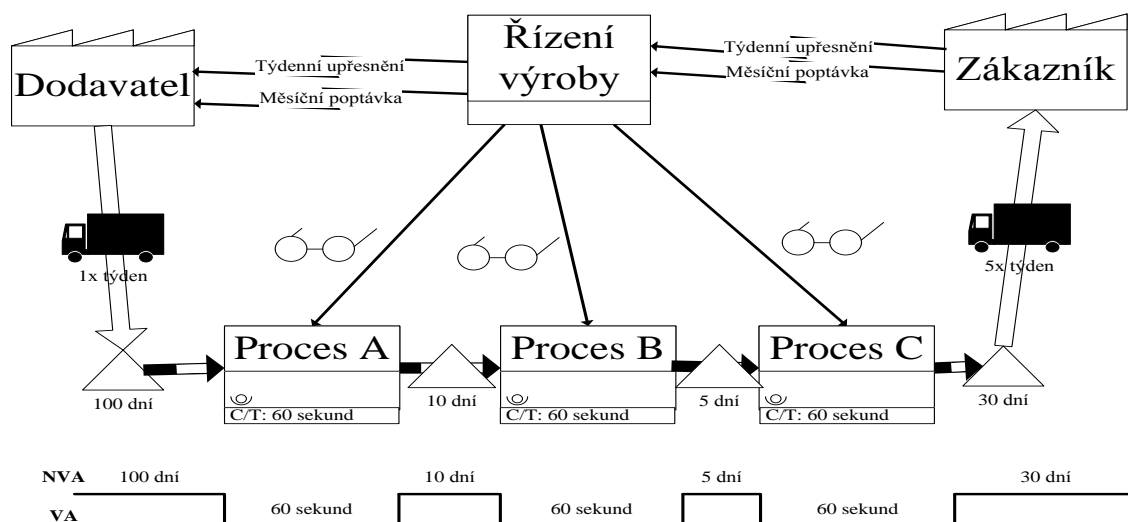 Dodavatel
Týdenní upřesnění
Měsíční poptávka
Řízení
výroby
Týdenní upřesnění
Měsíční poptávka
Zákazník
1x týden
5x týden
Proces A
Proces B
Proces C
100 dní
C/T: 60 sekund
10 dní
C/T: 60 sekund
5 dní
C/T: 60 sekund
30 dní
NVA 100 dní 10 dní 5 dní 30 dní
VA 60 sekund 60 sekund 60 sekund